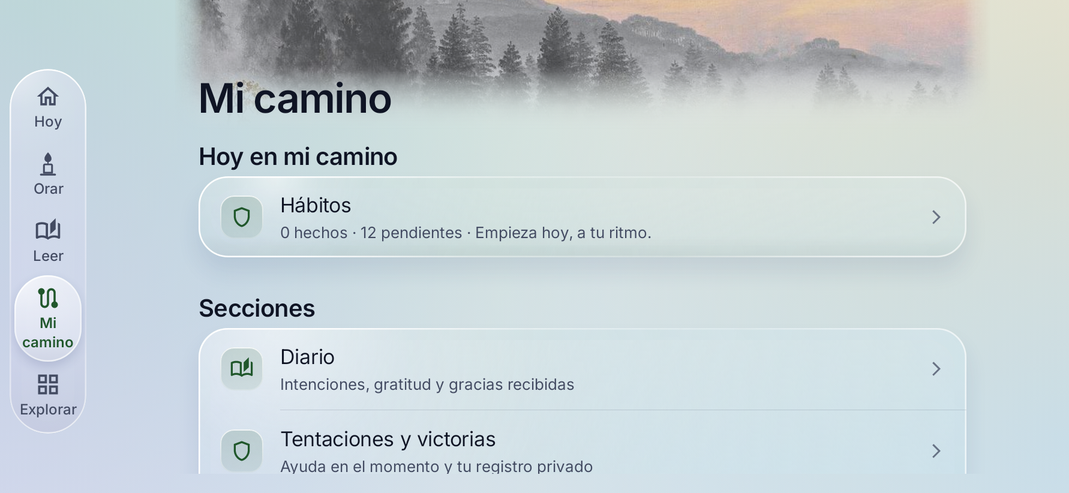 Mi camino
Hoy en mi camino
Hábitos
0 hechos · 12 pendientes · Empieza hoy, a tu ritmo.
Secciones
Diario
Intenciones, gratitud y gracias recibidas
Tentaciones y victorias
Ayuda en el momento y tu registro privado
Hoy
Orar
Leer
Mi
camino
Explorar